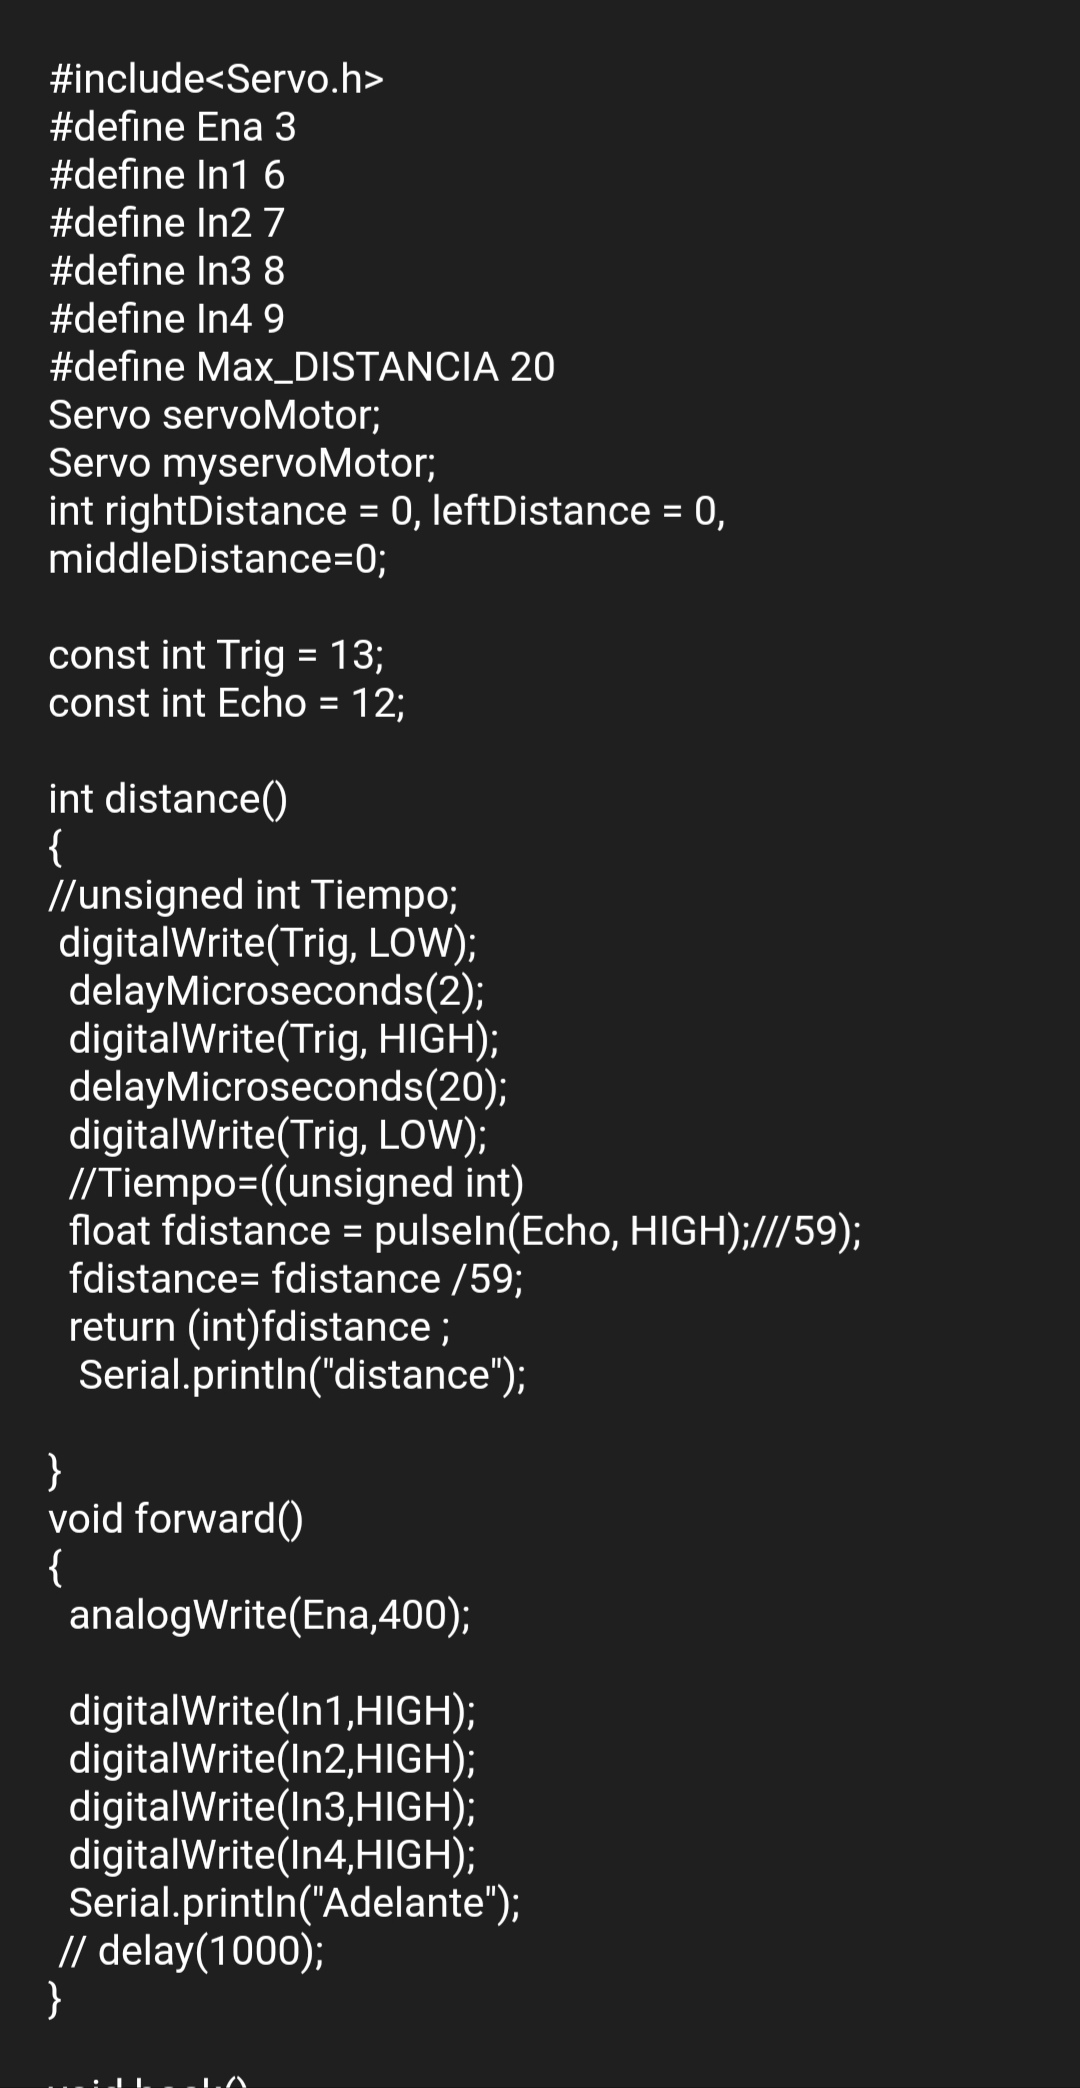 #include<Servo.h>
#define Ena 3
#define In1 6
#define In2 7
#define In3 8
#define In4 9
#define Max_DISTANCIA 20
Servo servoMotor;
Servo myservoMotor;
int rightDistance = 0, leftDistance = 0,
middleDistance=0;

const int Trig = 13;
const int Echo = 12;

int distance()
{
//unsigned int Tiempo;
 digitalWrite(Trig, LOW);
  delayMicroseconds(2);
  digitalWrite(Trig, HIGH);
  delayMicroseconds(20);
  digitalWrite(Trig, LOW);
  //Tiempo=((unsigned int)
  float fdistance = pulseIn(Echo, HIGH);///59);
  fdistance= fdistance /59;
  return (int)fdistance ;
   Serial.println("distance");

}
void forward()
{
  analogWrite(Ena,400);

  digitalWrite(In1,HIGH);
  digitalWrite(In2,HIGH);
  digitalWrite(In3,HIGH);
  digitalWrite(In4,HIGH);
  Serial.println("Adelante");
 // delay(1000);
}